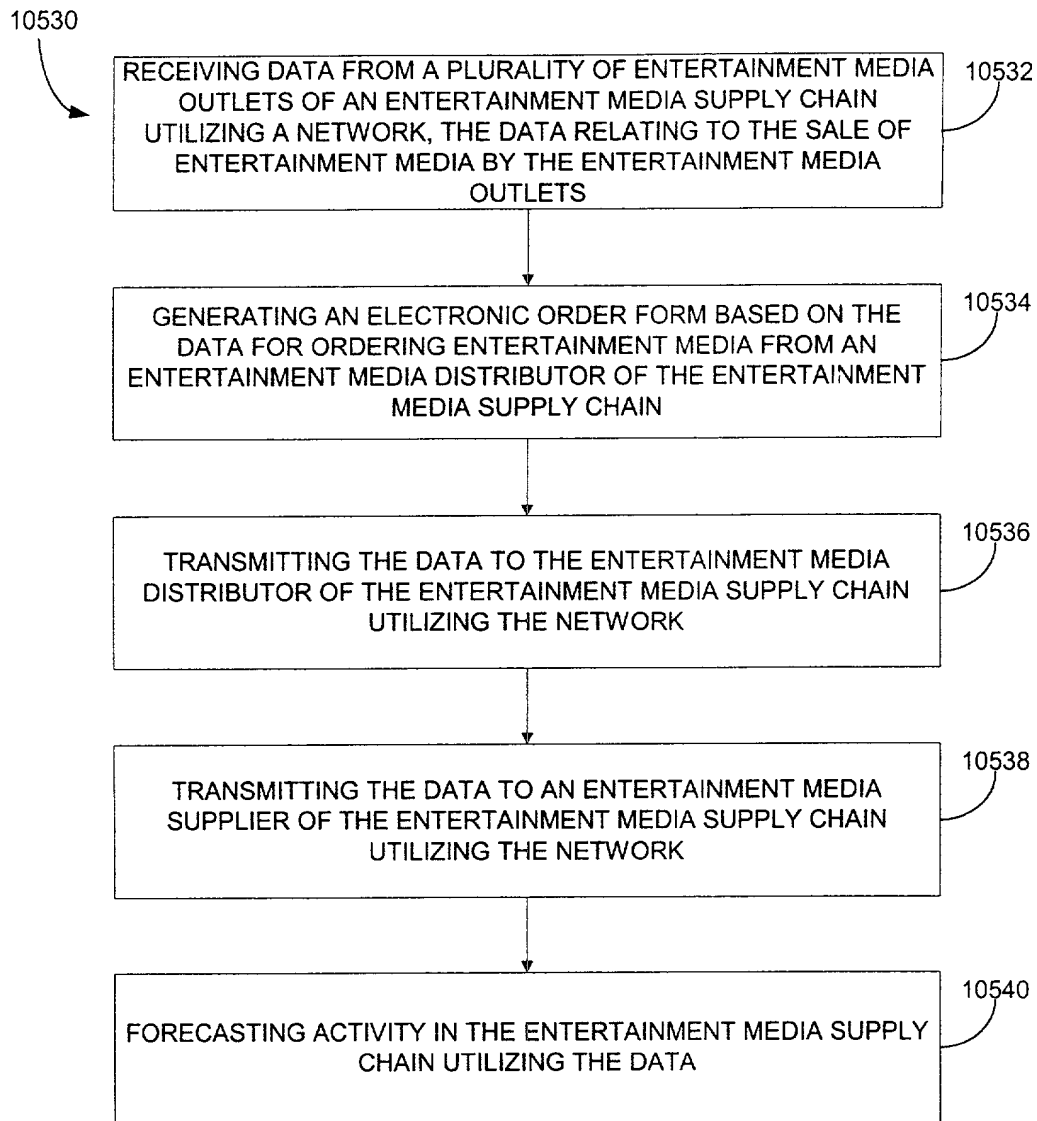 10530
RECEIVING DATA FROM A PLURALITY OF ENTERTAINMENT MEDIA
OUTLETS OF AN ENTERTAINMENT MEDIA SUPPLY CHAIN
UTILIZING A NETWORK, THE DATA RELATING TO THE SALE OF
ENTERTAINMENT MEDIA BY THE ENTERTAINMENT MEDIA
OUTLETS
10532
GENERATING AN ELECTRONIC ORDER FORM BASED ON THE
DATA FOR ORDERING ENTERTAINMENT MEDIA FROM AN
ENTERTAINMENT MEDIA DISTRIBUTOR OF THE ENTERTAINMENT
MEDIA SUPPLY CHAIN
10534
TRANSMITTING THE DATA TO THE ENTERTAINMENT MEDIA
DISTRIBUTOR OF THE ENTERTAINMENT MEDIA SUPPLY CHAIN
UTILIZING THE NETWORK
10536
TRANSMITTING THE DATA TO AN ENTERTAINMENT MEDIA
SUPPLIER OF THE ENTERTAINMENT MEDIA SUPPLY CHAIN
UTILIZING THE NETWORK
10538
FORECASTING ACTIVITY IN THE ENTERTAINMENT MEDIA SUPPLY
CHAIN UTILIZING THE DATA
10540